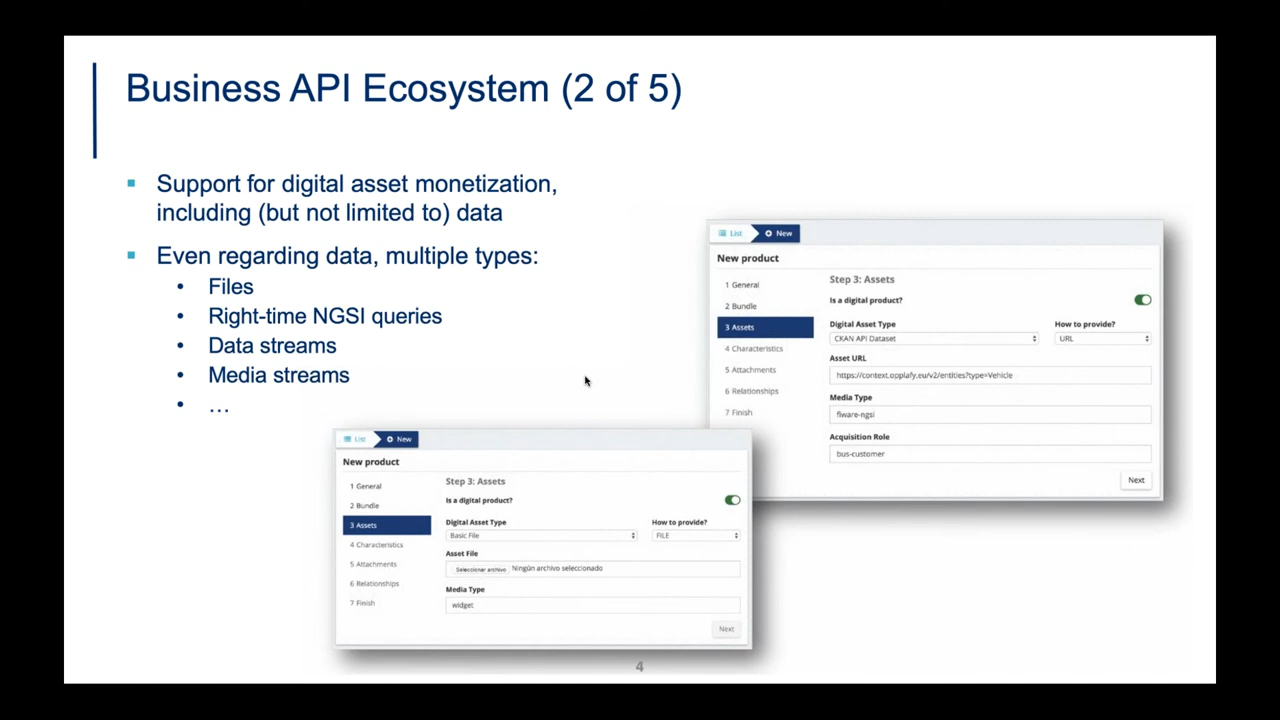 Business API Ecosystem (2 of 5)
Support for digital asset monetization,
including (but not limited to) data
Even regarding data, multiple types:
Files
Right-time NGSI queries
Data streams
Media streams
…
List
New
New product
1 General
2 Bundle
3 Assets
4 Characteristics
5 Attachments
6 Relationships
7 Finish
Step 3: Assets
Is a digital product?
Digital Asset Type
How to provide?
CKAN API Dataset
URL
Asset URL
https://context.opplafy.eu/v2/entities?type=Vehicle
Media Type
fiware-ngsi
Acquisition Role
bus-customer
Next
List
New
New product
1 General
2 Bundle
3 Assets
4 Characteristics
5 Attachments
6 Relationships
7 Finish
Step 3: Assets
Is a digital product?
Digital Asset Type
How to provide?
Basic File
FILE
Asset File
Seleccionar archivo Ningún archivo seleccionado
Media Type
widget
Next
4